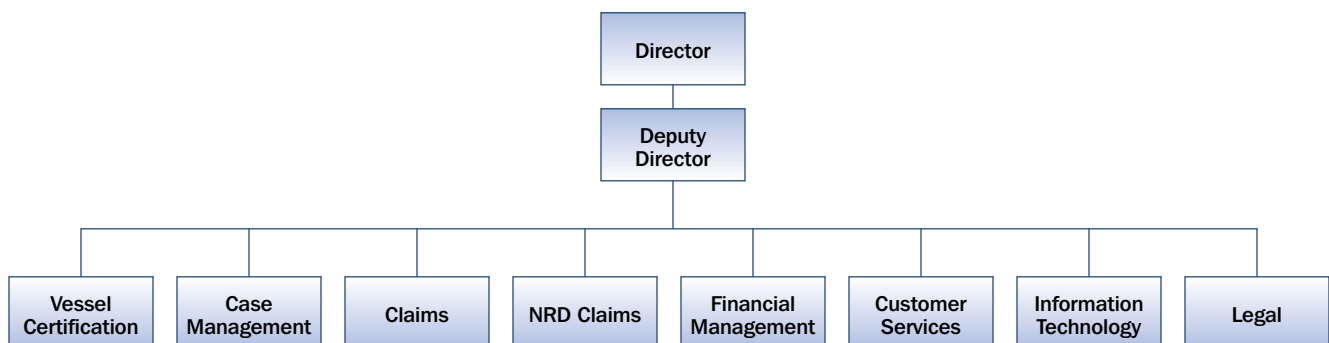 Director
Deputy
Director
Vessel
Certification
Case
Management
Claims
NRD Claims
Financial
Management
Customer
Services
Information
Technology
Legal